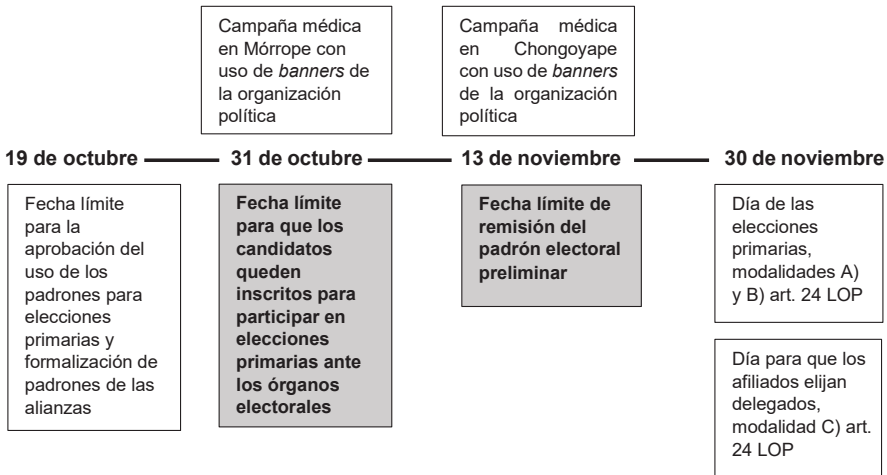 Campaña médica
en Mórrope con
uso de banners de
la organización
política
Campaña médica
en Chongoyape
con uso de banners
de la organización
política
19 de octubre
31 de octubre
13 de noviembre
30 de noviembre
Fecha límite
para la
aprobación del
uso de los
padrones para
elecciones
primarias y
formalización de
padrones de las
alianzas
Fecha límite
para que los
candidatos
queden
inscritos para
participar en
elecciones
primarias ante
los órganos
electorales
Fecha límite de
remisión del
padrón electoral
preliminar
Día de las
elecciones
primarias,
modalidades A)
y B) art. 24 LOP
Día para que los
afiliados elijan
delegados,
modalidad C) art.
24 LOP